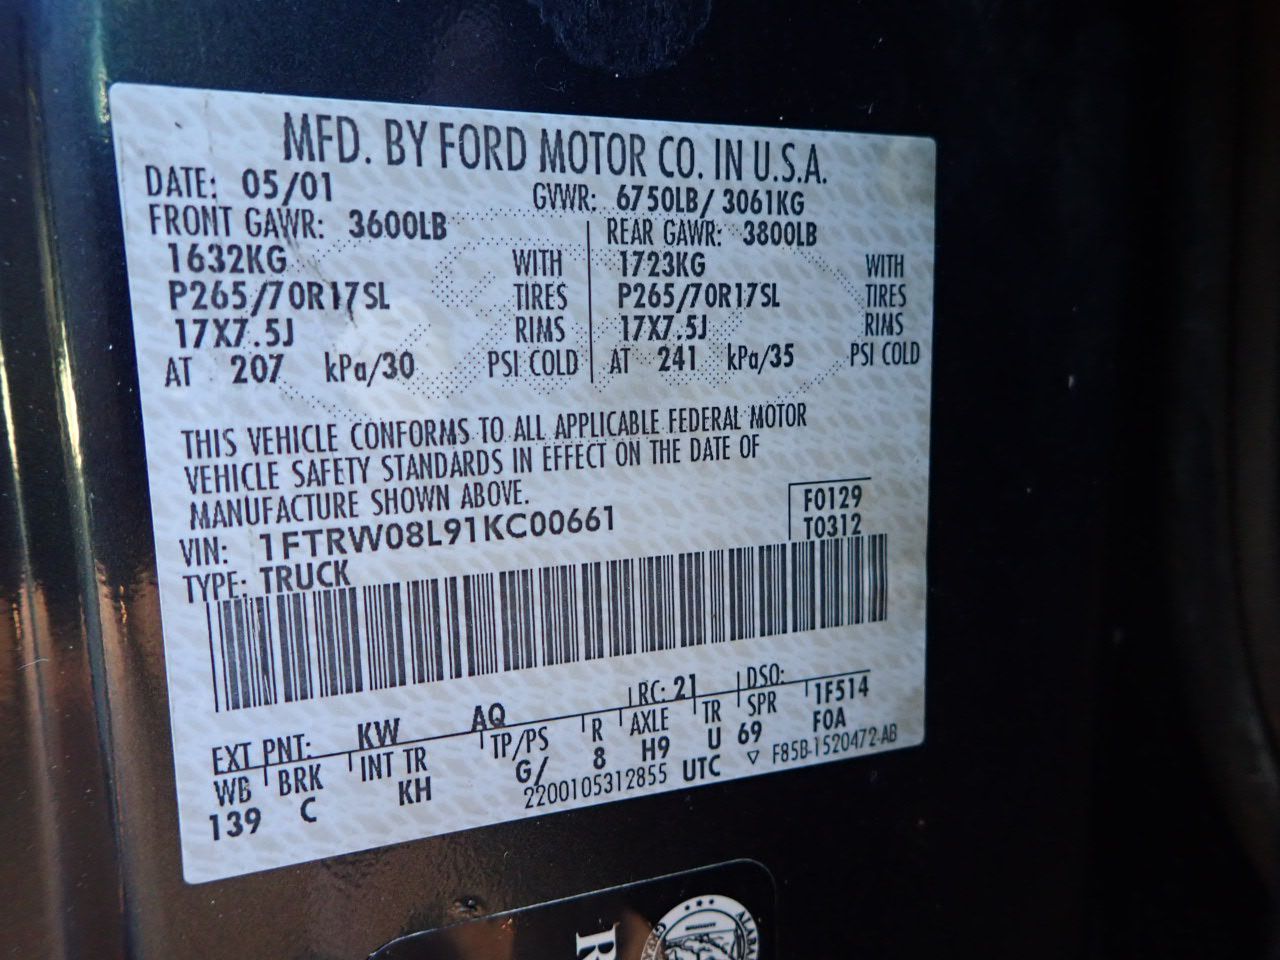 MFD. BY FORD MOTOR CO. IN U.S.A.
DATE: 05/01 GVWR: 6750LB/ 3061KG
FRONT GAWR: 3600LB REAR GAWR: 3800LB
1632KG WITH 1723KG WITH
P265/70R17SL TIRES P265/70R17SL TIRES
17X7.5J RIMS 17X7.5J RIMS
AT 207 kPa/30 PSI COLD AT 241 kPa/35 PSI COLD
THIS VEHICLE CONFORMS TO ALL APPLICABLE FEDERAL MOTOR
VEHICLE SAFETY STANDARDS IN EFFECT ON THE DATE OF
MANUFACTURE SHOWN ABOVE.
F0129
VIN: 1FTRW08L91KC00661 T0312
TYPE: TRUCK
EXT PNT: KW AQ RC: 21 DSO:
WB BRK INT TR TP/PS R AXLE TR SPR 1F514
139 C KH G/ 8 H9 U 69 F0A
2200105312855 UTC ▽ F85B-1520472-AB
R
ALABA